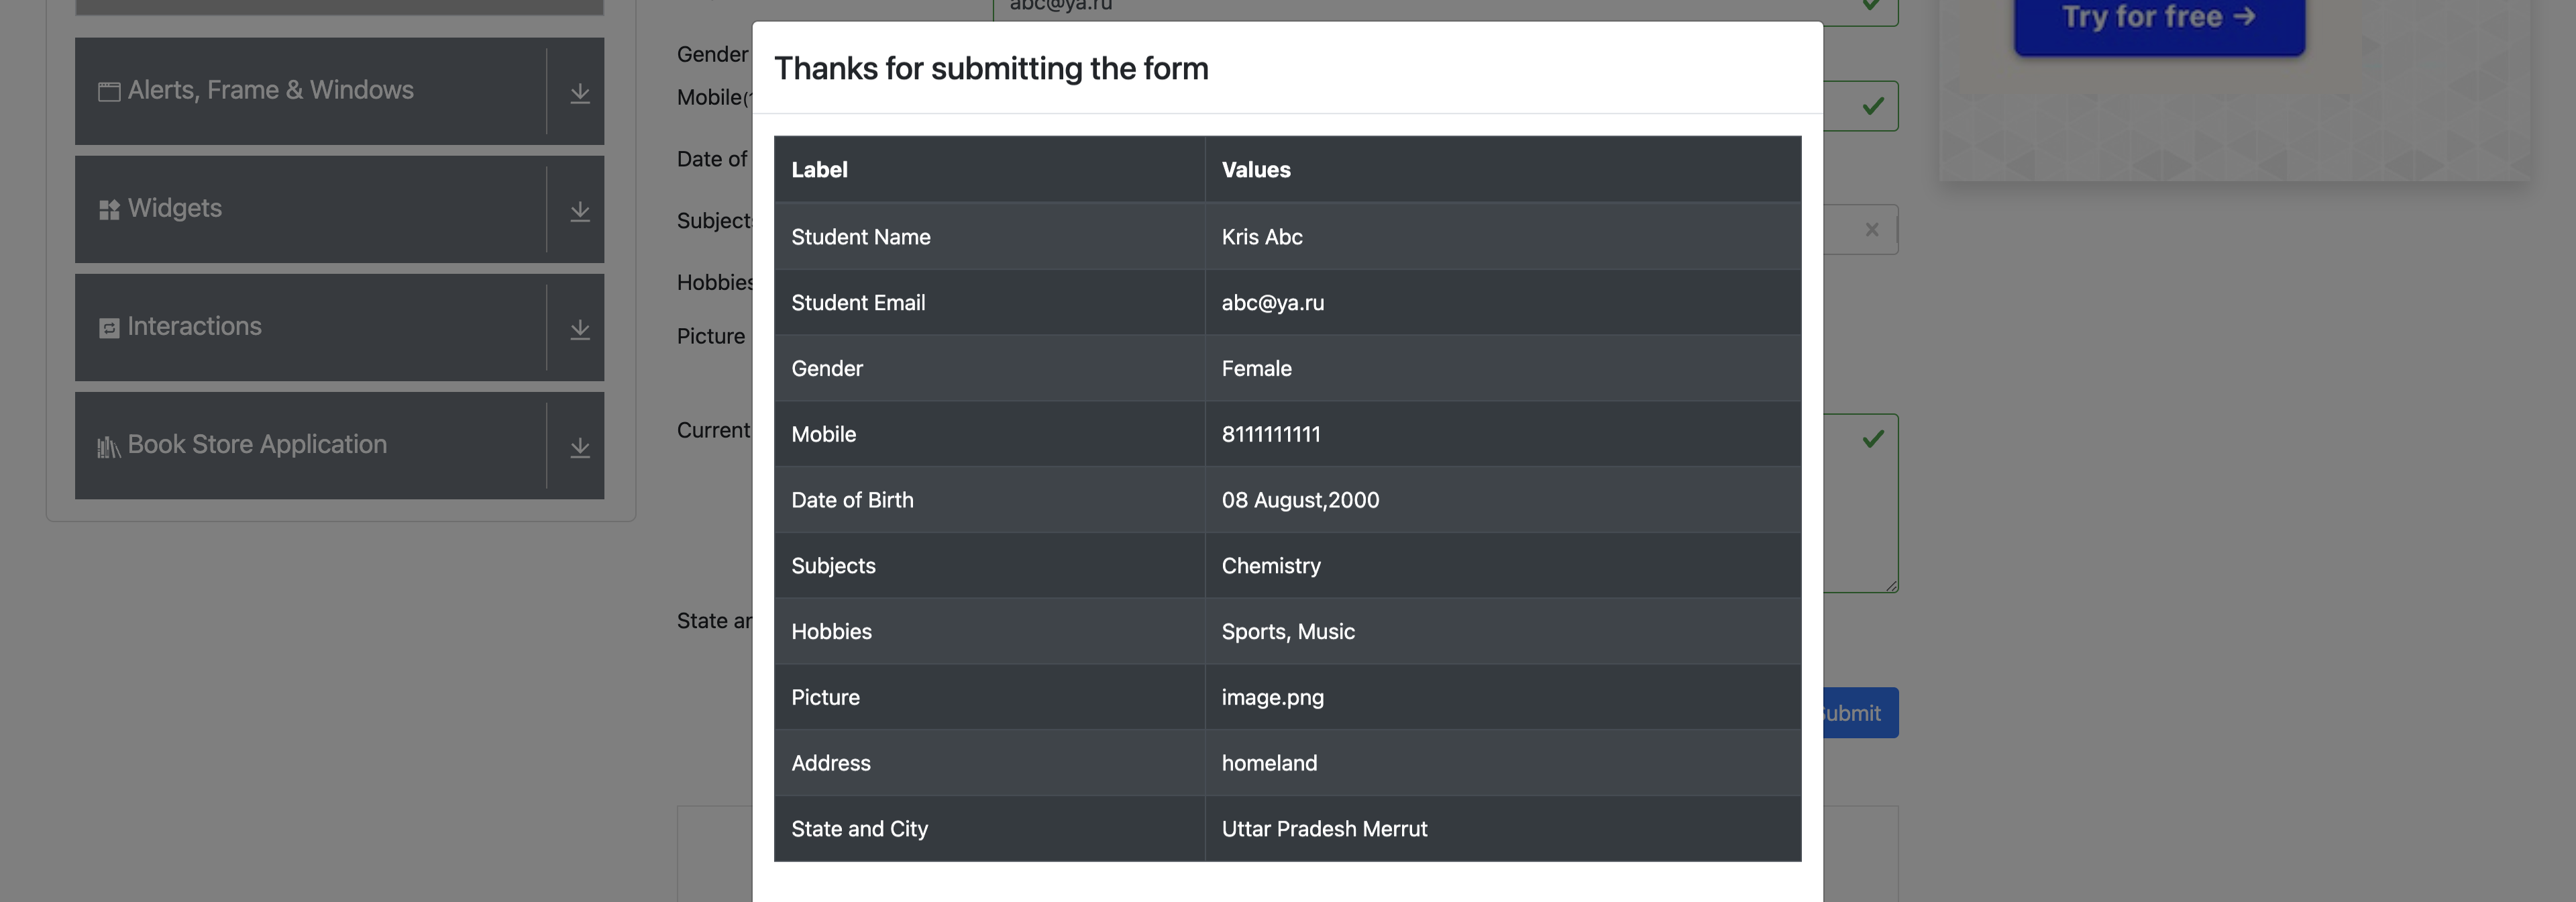 abc@ya.ru
Try for free →
Alerts, Frame & Windows
Widgets
Interactions
Book Store Application
Gender
Mobile
Date of
Subject
Hobbies
Picture
Current
State
Submit
Thanks for submitting the form
Label Values
Student Name Kris Abc
Student Email abc@ya.ru
Gender Female
Mobile 8111111111
Date of Birth 08 August,2000
Subjects Chemistry
Hobbies Sports, Music
Picture image.png
Address homeland
State and City Uttar Pradesh Merrut